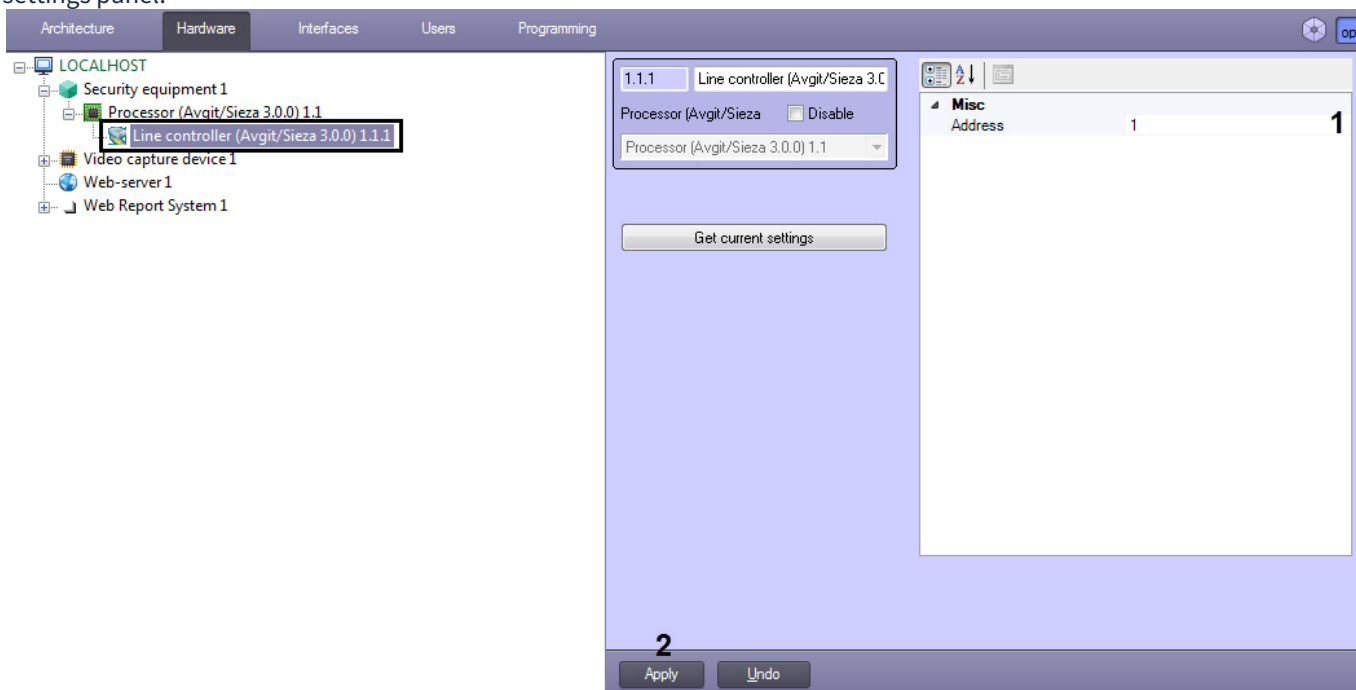 settings panel.
Architecture Hardware Interfaces Users Programming op
LOCALHOST
Security equipment 1
Processor (Avgit/Sieza 3.0.0) 1.1
Line controller (Avgit/Sieza 3.0.0) 1.1.1
Video capture device 1
Web-server 1
Web Report System 1
1.1.1 Line controller (Avgit/Sieza 3.0
Processor (Avgit/Sieza Disable
Processor (Avgit/Sieza 3.0.0) 1.1
Get current settings
Misc
Address 1 1
2
Apply Undo